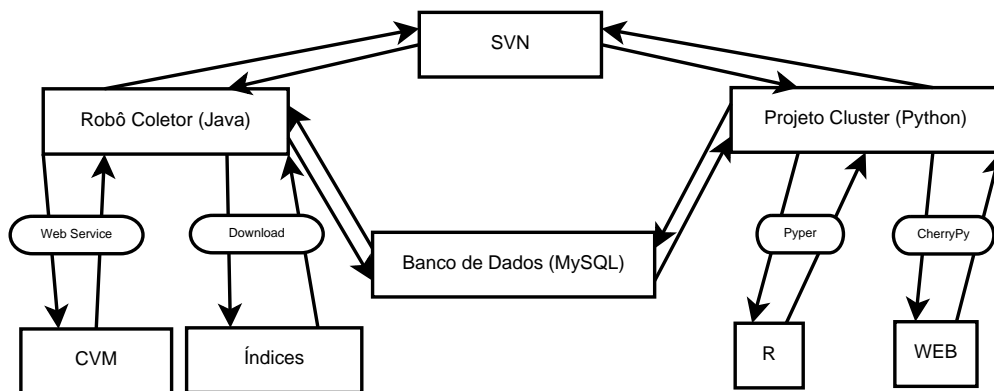 SVN
Robô Coletor (Java)
Projeto Cluster (Python)
Web Service
Download
Pyper
CherryPy
Banco de Dados (MySQL)
CVM
Índices
R
WEB